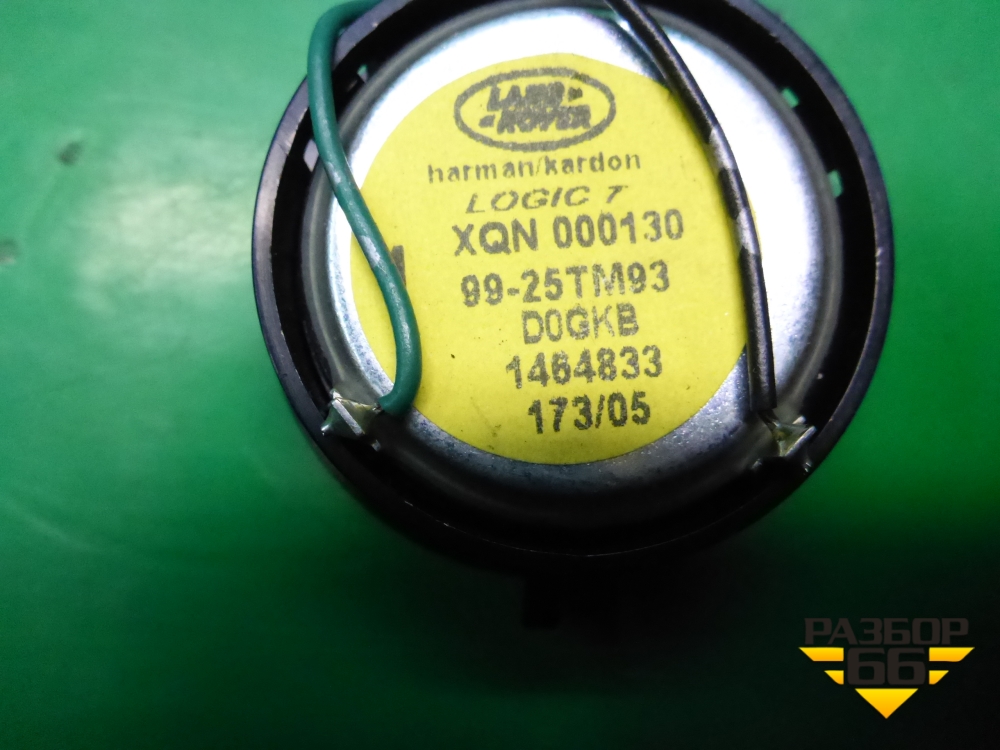 LAND-
-ROVER
harman/kardon
LOGIC 7
XQN 000130
99-25TM93
D0GKB
1464833
173/05
РАЗБОР
66